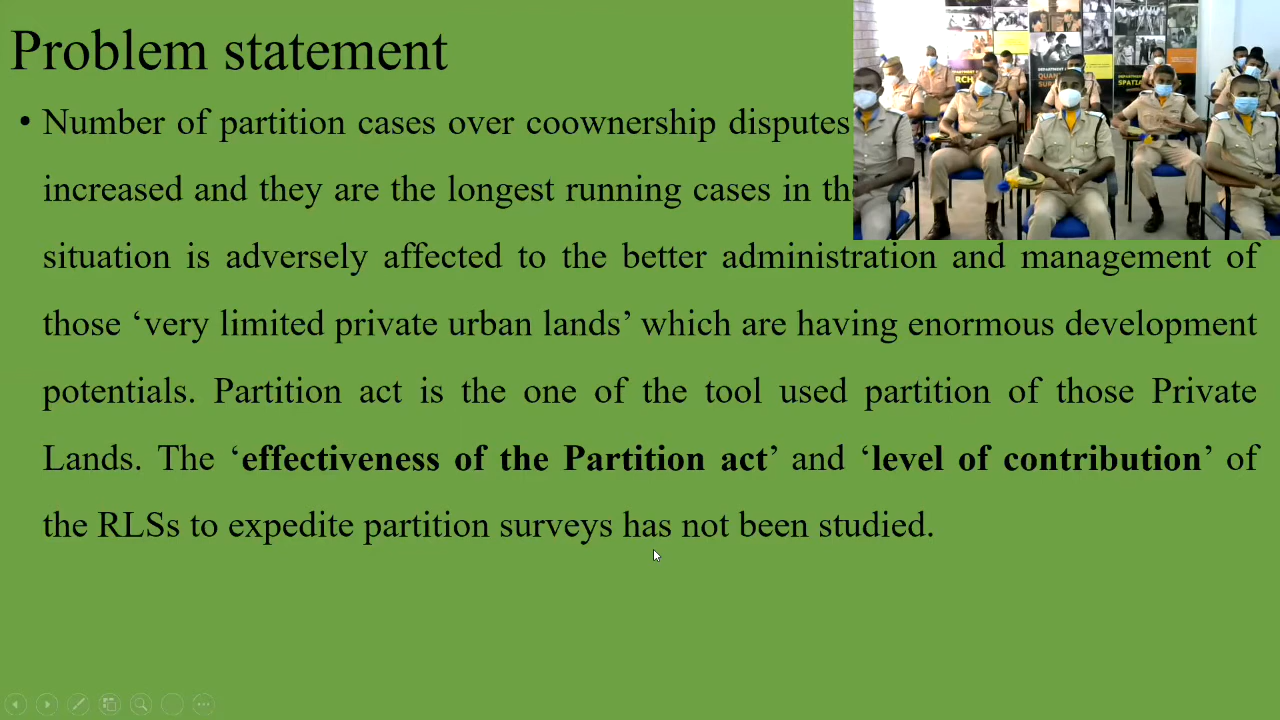 Problem statement
• Number of partition cases over coownership disputes
increased and they are the longest running cases in the
situation is adversely affected to the better administration and management of
those ‘very limited private urban lands’ which are having enormous development
potentials. Partition act is the one of the tool used partition of those Private
Lands. The ‘effectiveness of the Partition act’ and ‘level of contribution’ of
the RLSs to expedite partition surveys has not been studied.